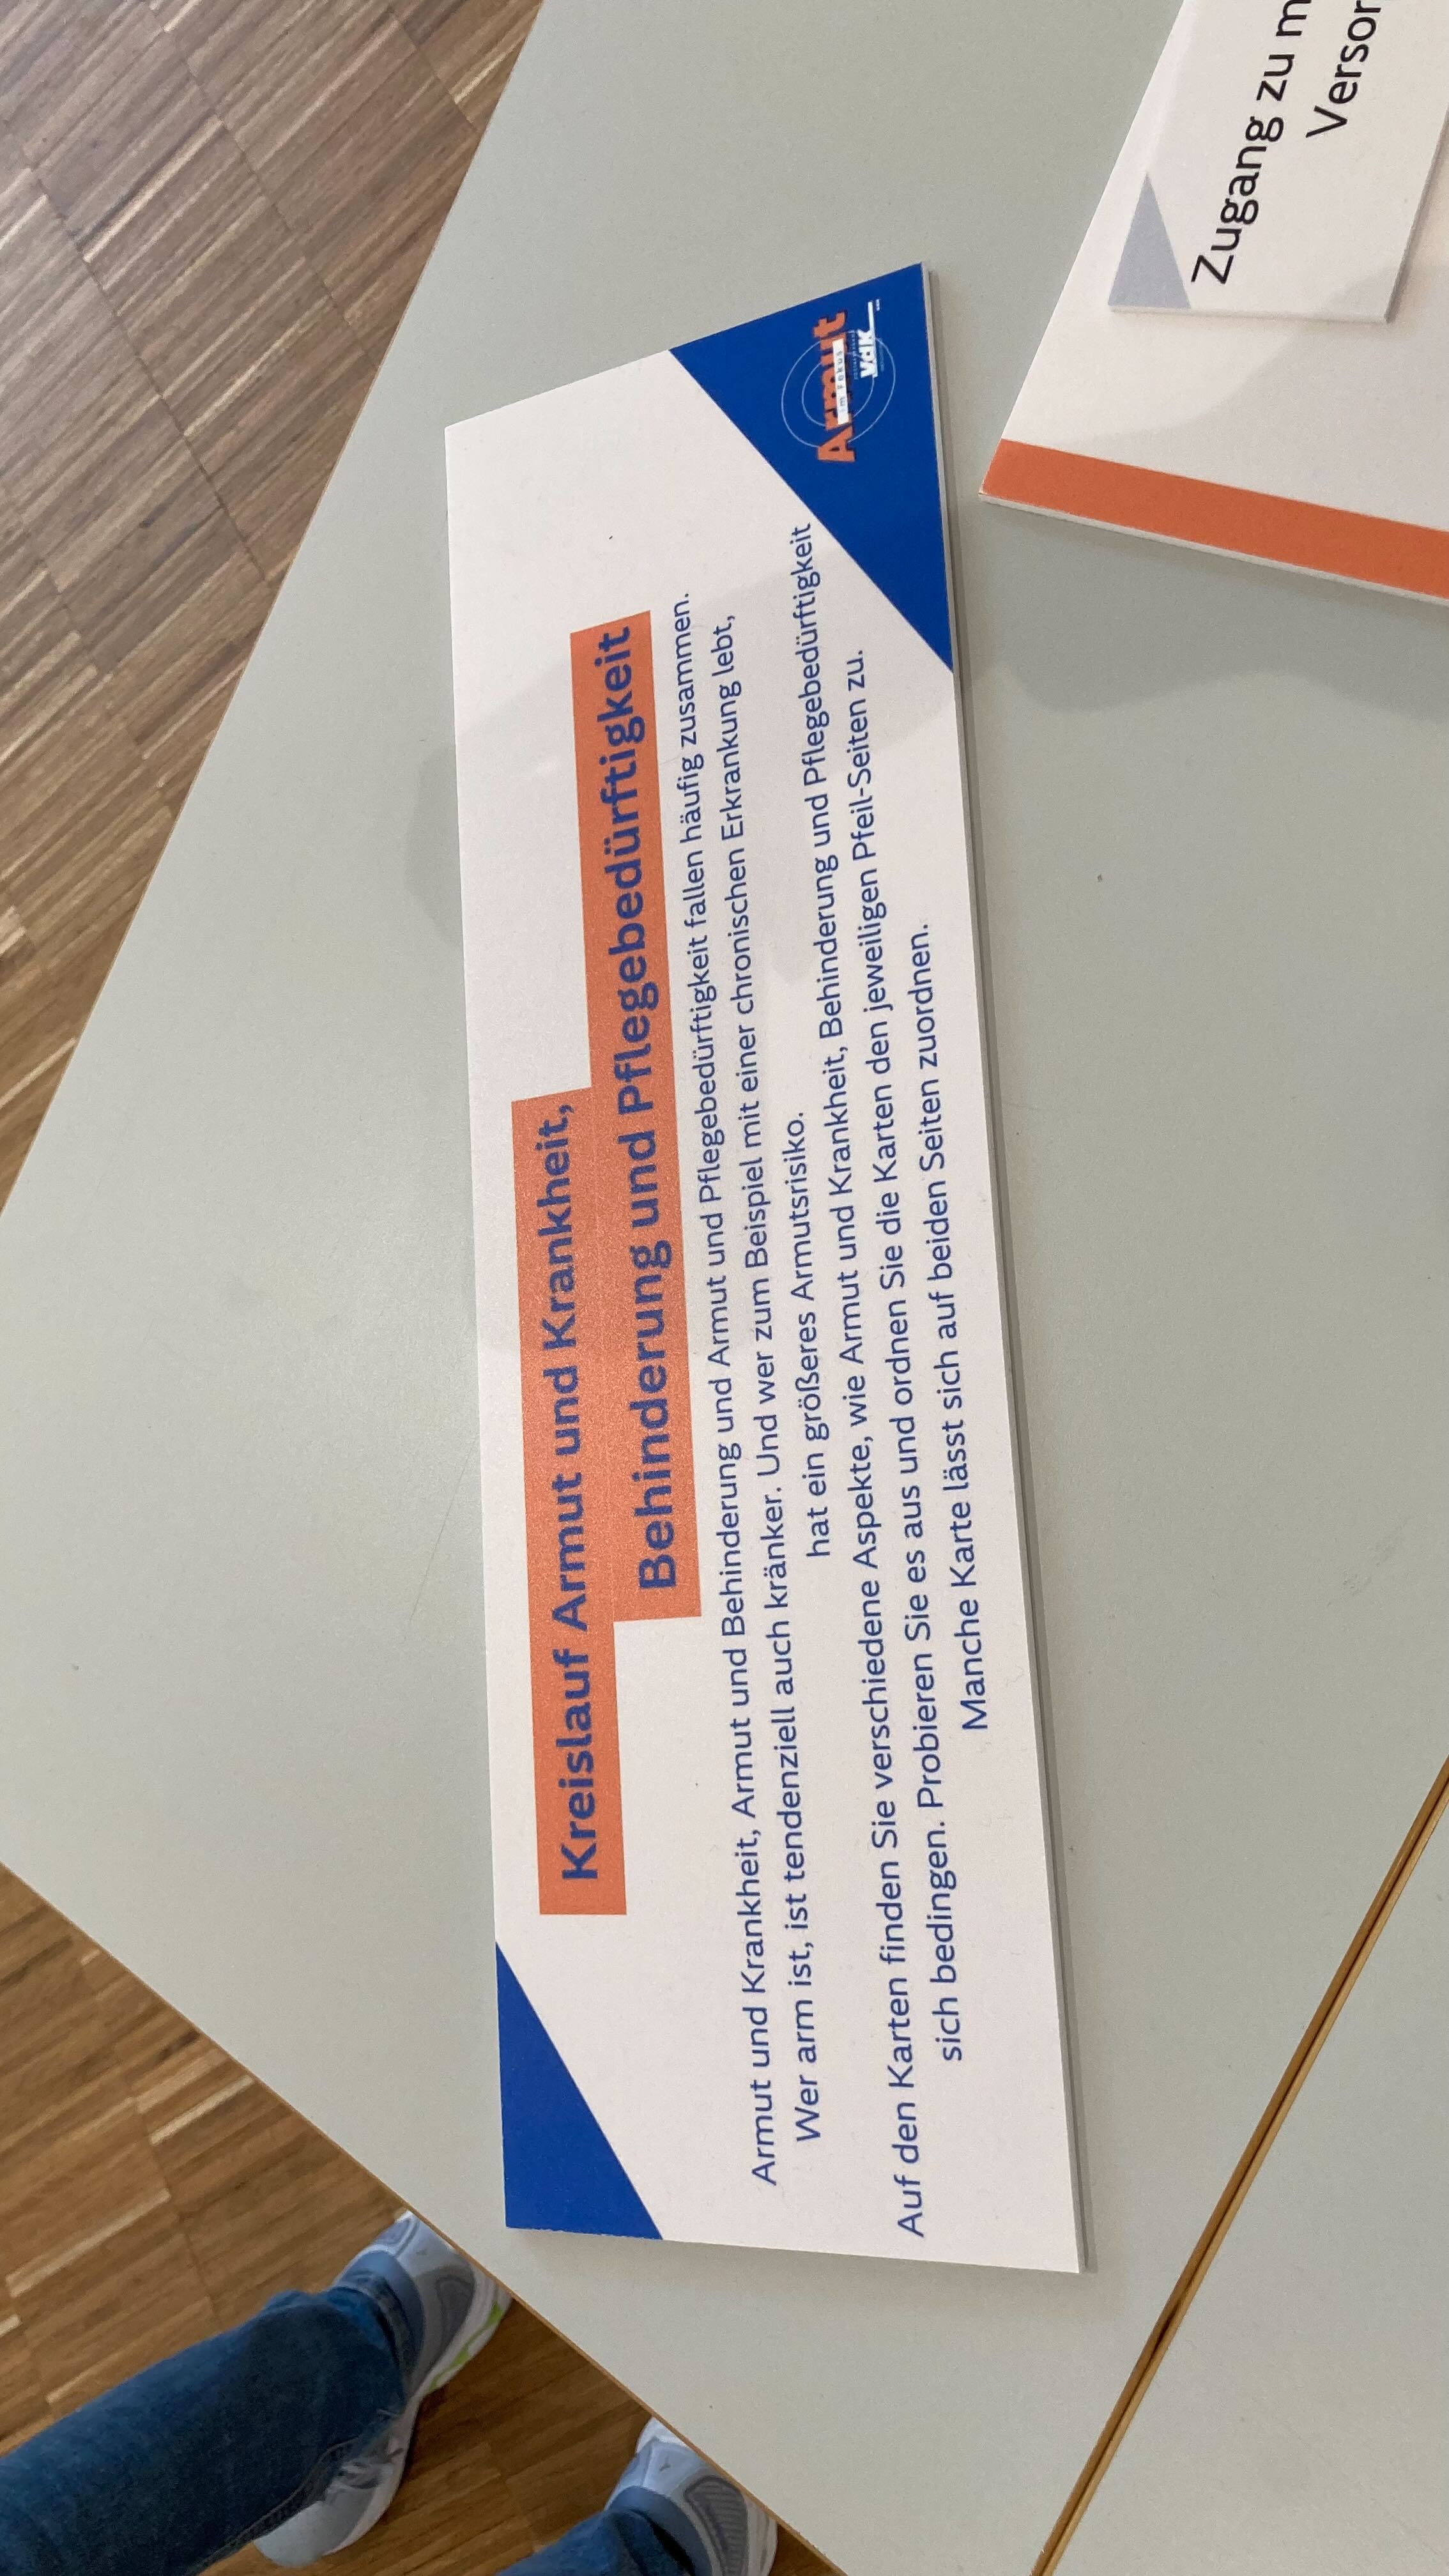 Kreislauf Armut und Krankheit,
Behinderung und Pflegebedürftigkeit
Armut und Krankheit, Armut und Behinderung und Armut und Pflegebedürftigkeit fallen häufig zusammen.
Wer arm ist, ist tendenziell auch kränker. Und wer zum Beispiel mit einer chronischen Erkrankung lebt,
hat ein größeres Armutsrisiko.
Auf den Karten finden Sie verschiedene Aspekte, wie Armut und Krankheit, Behinderung und Pflegebedürftigkeit
sich bedingen. Probieren Sie es aus und ordnen Sie die Karten den jeweiligen Pfeil-Seiten zu.
Manche Karte lässt sich auf beiden Seiten zuordnen.
Armut
im Fokus
VdK
Zugang zu m
Versor